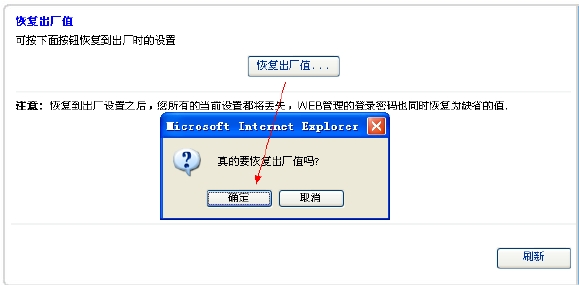 恢复出厂值
可按下面按钮恢复到出厂时的设置
恢复出厂值...
注意：恢复到出厂设置之后，您所有的当前设置都将丢失，WEB管理的登录密码也同时恢复为缺省的值.
Microsoft Internet Explorer
真的要恢复出厂值吗?
确定 取消
刷新